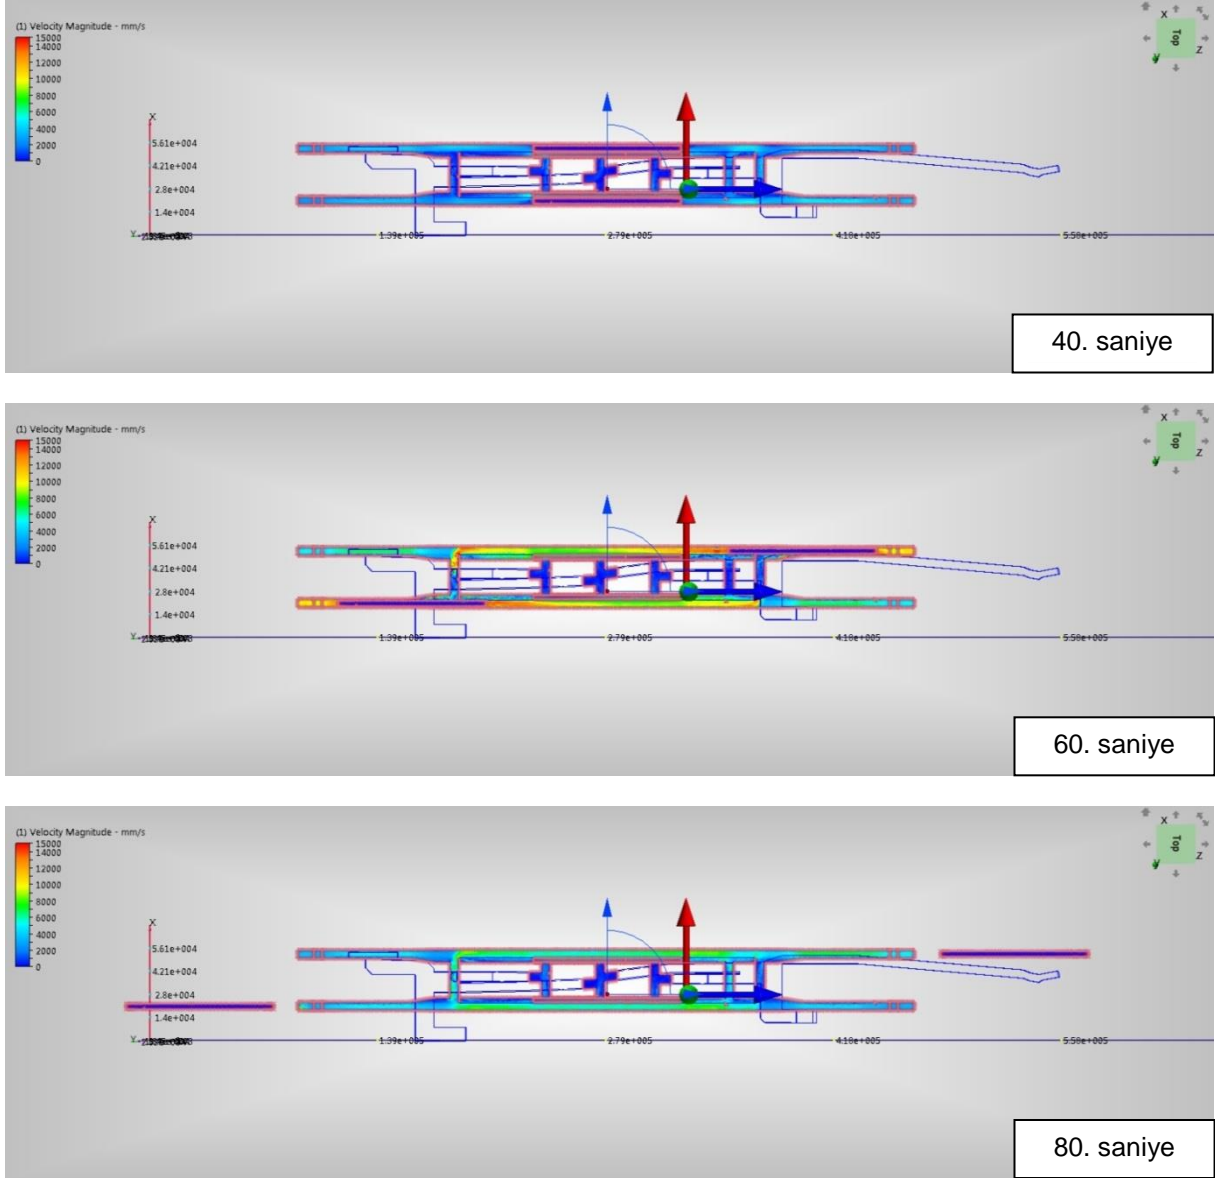 (1) Velocity Magnitude - mm/s
15000
14000
12000
10000
8000
6000
4000
2000
0
X
Top
Z
Y
X
5.61e+004
4.21e+004
2.8e+004
1.4e+004
Y
1.39e+005
2.79e+005
4.18e+005
5.58e+005
40. saniye
(1) Velocity Magnitude - mm/s
15000
14000
12000
10000
8000
6000
4000
2000
0
X
Top
Z
Y
X
5.61e+004
4.21e+004
2.8e+004
1.4e+004
Y
1.39e+005
2.79e+005
4.18e+005
5.58e+005
60. saniye
(1) Velocity Magnitude - mm/s
15000
14000
12000
10000
8000
6000
4000
2000
0
X
Top
Z
Y
X
5.61e+004
4.21e+004
2.8e+004
1.4e+004
Y
1.39e+005
2.79e+005
4.18e+005
5.58e+005
80. saniye